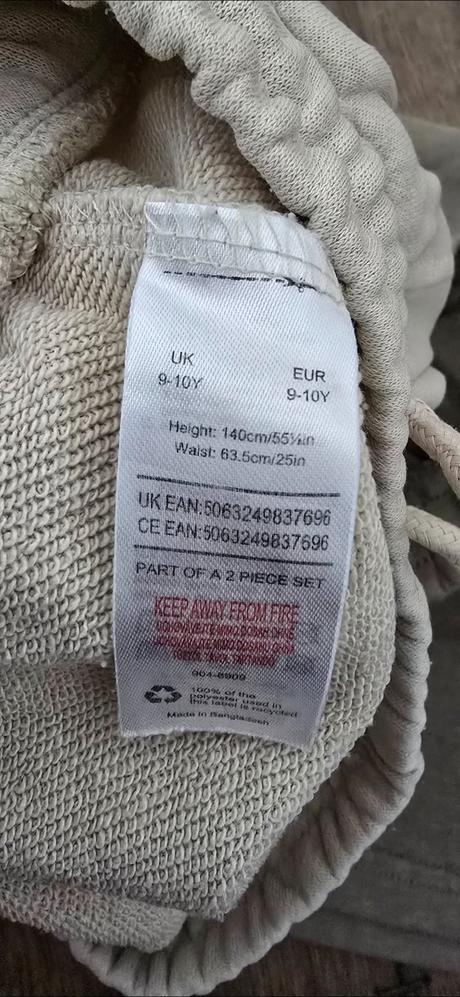 UK EUR
9-10Y 9-10Y
Height: 140cm/55¼in
Waist: 63.5cm/25in
UK EAN:5063249837696
CE EAN:5063249837696
PART OF A 2 PIECE SET
KEEP AWAY FROM FIRE
904-6909
100% of the
polyester used in
this label is recycled
Made in Bangladesh